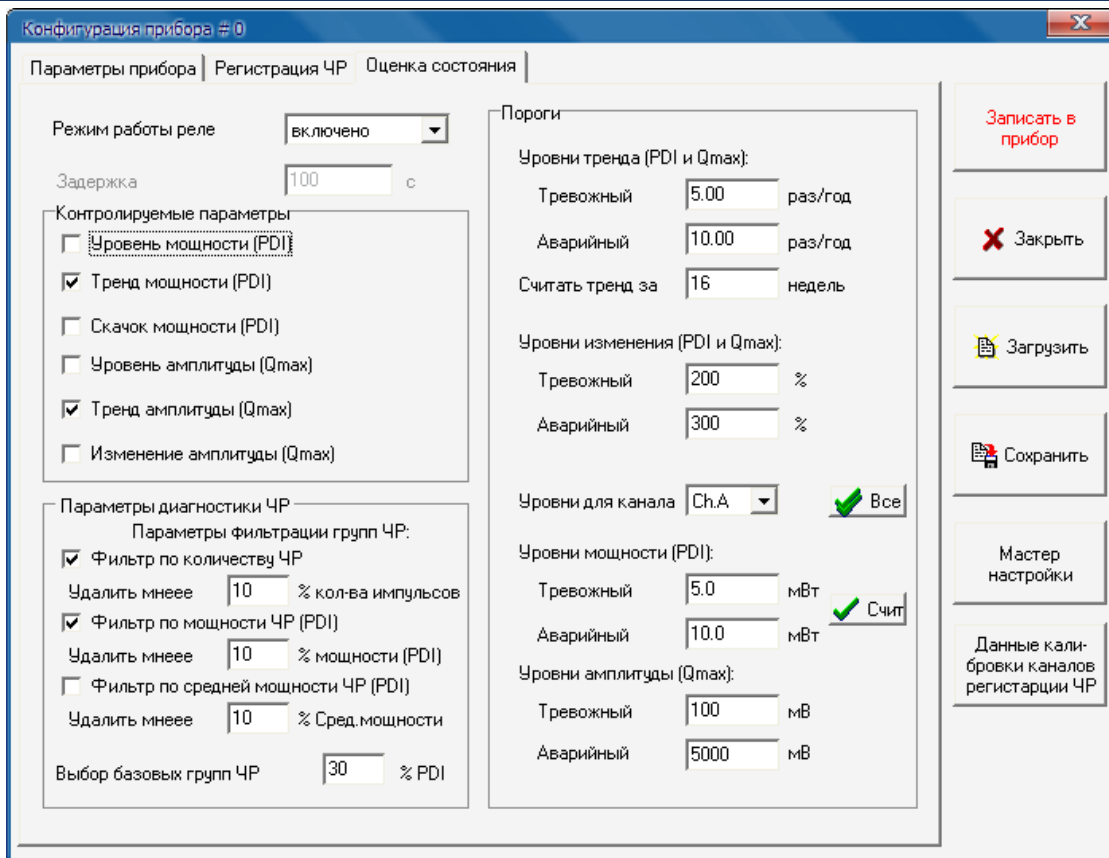 Конфигурация прибора # 0
Параметры прибора
Регистрация ЧР
Оценка состояния
Режим работы реле
включено
Задержка
100
с
Контролируемые параметры
Уровень мощности (PDI)
Тренд мощности (PDI)
Скачок мощности (PDI)
Уровень амплитуды (Qmax)
Тренд амплитуды (Qmax)
Изменение амплитуды (Qmax)
Параметры диагностики ЧР
Параметры фильтрации групп ЧР:
Фильтр по количеству ЧР
Удалить мнеее 10 % кол-ва импульсов
Фильтр по мощности ЧР (PDI)
Удалить мнеее 10 % мощности (PDI)
Фильтр по средней мощности ЧР (PDI)
Удалить мнеее 10 % Сред.мощности
Выбор базовых групп ЧР 30 % PDI
Пороги
Уровни тренда (PDI и Qmax):
Тревожный 5.00 раз/год
Аварийный 10.00 раз/год
Считать тренд за 16 недель
Уровни изменения (PDI и Qmax):
Тревожный 200 %
Аварийный 300 %
Уровни для канала Ch.A Все
Уровни мощности (PDI):
Тревожный 5.0 мВт
Счит
Аварийный 10.0 мВт
Уровни амплитуды (Qmax):
Тревожный 100 мВ
Аварийный 5000 мВ
Записать в
прибор
Закрыть
Загрузить
Сохранить
Мастер
настройки
Данные кали-
бровки каналов
регистарции ЧР